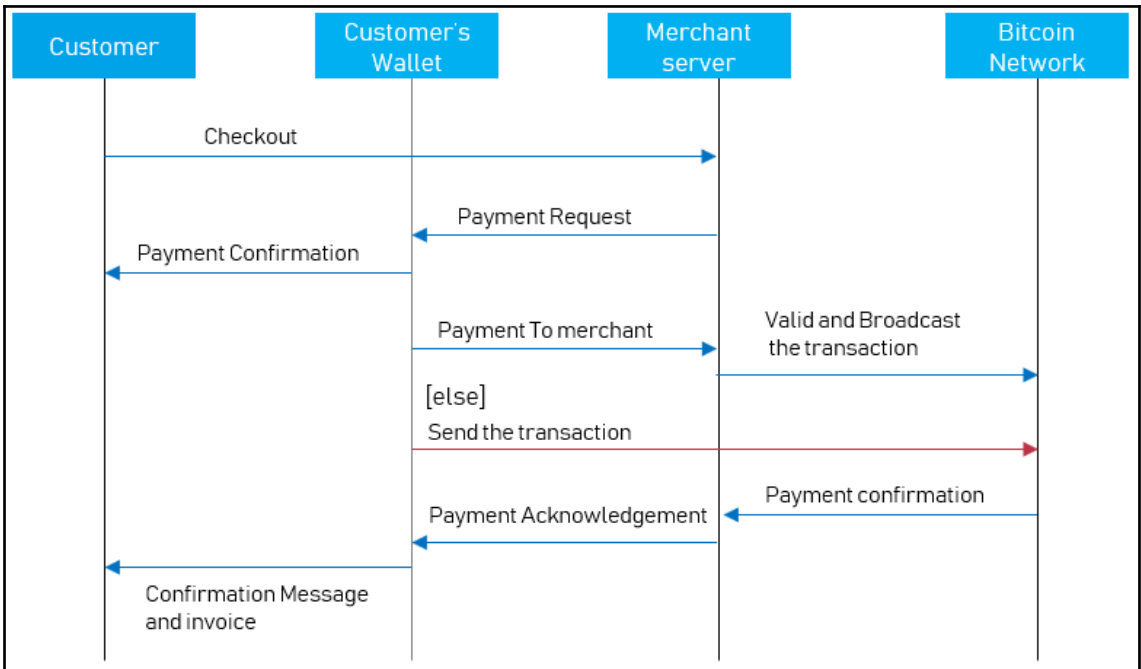 Customer
Customer's
Wallet
Merchant
server
Bitcoin
Network
Checkout
Payment Request
Payment Confirmation
Payment To merchant
Valid and Broadcast
the transaction
[else]
Send the transaction
Payment confirmation
Payment Acknowledgement
Confirmation Message
and invoice